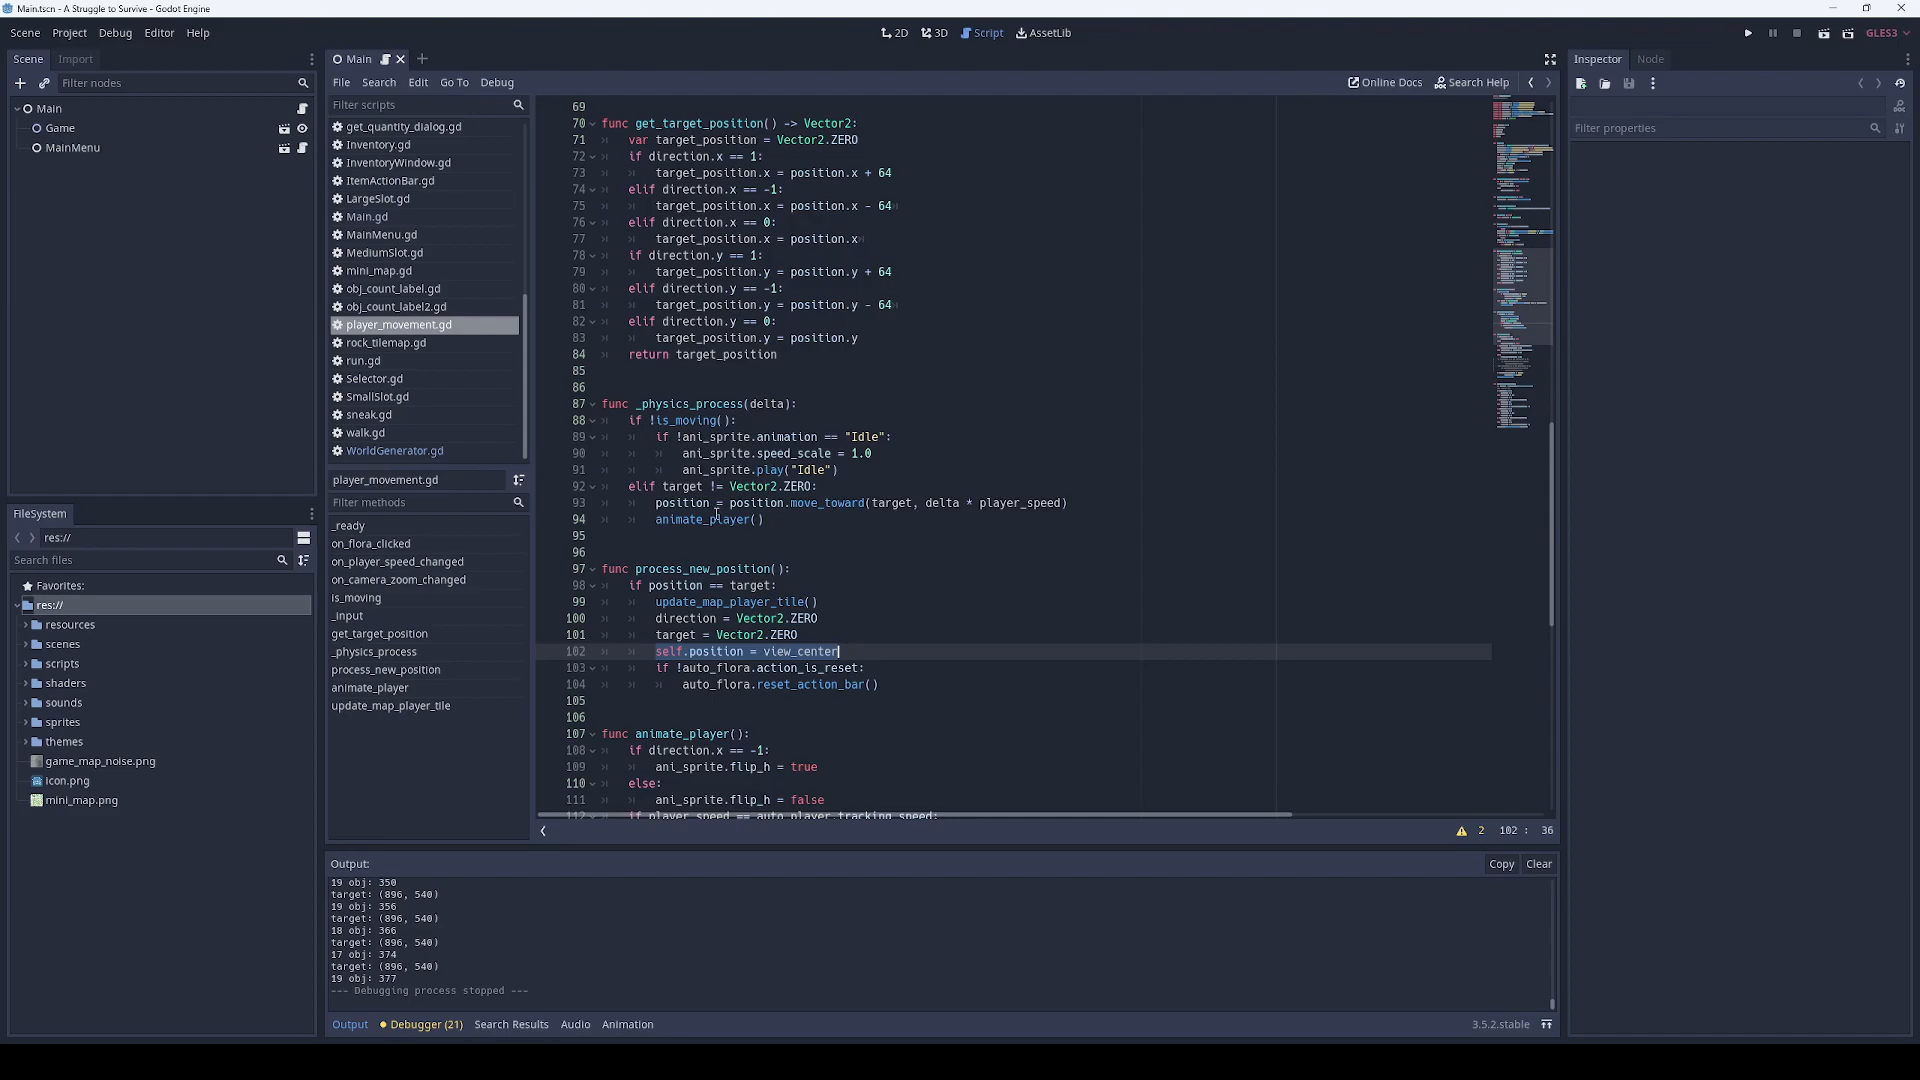 Main.tscn - A Struggle to Survive - Godot Engine
Scene Project Debug Editor Help
2D 3D Script AssetLib
GLES3
Scene Import
Filter nodes
Main
Game
MainMenu
FileSystem
res://
Search files
Favorites:
res://
resources
scenes
scripts
shaders
sounds
sprites
themes
game_map_noise.png
icon.png
mini_map.png
Main
File Search Edit Go To Debug
Online Docs Search Help
Filter scripts
get_quantity_dialog.gd
Inventory.gd
InventoryWindow.gd
ItemActionBar.gd
LargeSlot.gd
Main.gd
MainMenu.gd
MediumSlot.gd
mini_map.gd
obj_count_label.gd
obj_count_label2.gd
player_movement.gd
rock_tilemap.gd
run.gd
Selector.gd
SmallSlot.gd
sneak.gd
walk.gd
WorldGenerator.gd
player_movement.gd
Filter methods
_ready
on_flora_clicked
on_player_speed_changed
on_camera_zoom_changed
is_moving
_input
get_target_position
_physics_process
process_new_position
animate_player
update_map_player_tile
69
70 func get_target_position() -> Vector2:
71 var target_position = Vector2.ZERO
72 if direction.x == 1:
73 target_position.x = position.x + 64
74 elif direction.x == -1:
75 target_position.x = position.x - 64
76 elif direction.x == 0:
77 target_position.x = position.x
78 if direction.y == 1:
79 target_position.y = position.y + 64
80 elif direction.y == -1:
81 target_position.y = position.y - 64
82 elif direction.y == 0:
83 target_position.y = position.y
84 return target_position
85
86
87 func _physics_process(delta):
88 if !is_moving():
89 if !ani_sprite.animation == "Idle":
90 ani_sprite.speed_scale = 1.0
91 ani_sprite.play("Idle")
92 elif target != Vector2.ZERO:
93 position = position.move_toward(target, delta * player_speed)
94 animate_player()
95
96
97 func process_new_position():
98 if position == target:
99 update_map_player_tile()
100 direction = Vector2.ZERO
101 target = Vector2.ZERO
102 self.position = view_center
103 if !auto_flora.action_is_reset:
104 auto_flora.reset_action_bar()
105
106
107 func animate_player():
108 if direction.x == -1:
109 ani_sprite.flip_h = true
110 else:
111 ani_sprite.flip_h = false
112 if player_speed == auto_player.tracking_speed:
2 102 : 36
Output:
Copy Clear
19 obj: 350
target: (896, 540)
19 obj: 356
target: (896, 540)
18 obj: 366
target: (896, 540)
17 obj: 374
target: (896, 540)
19 obj: 377
--- Debugging process stopped ---
Output Debugger (21) Search Results Audio Animation
3.5.2.stable
Inspector Node
Filter properties